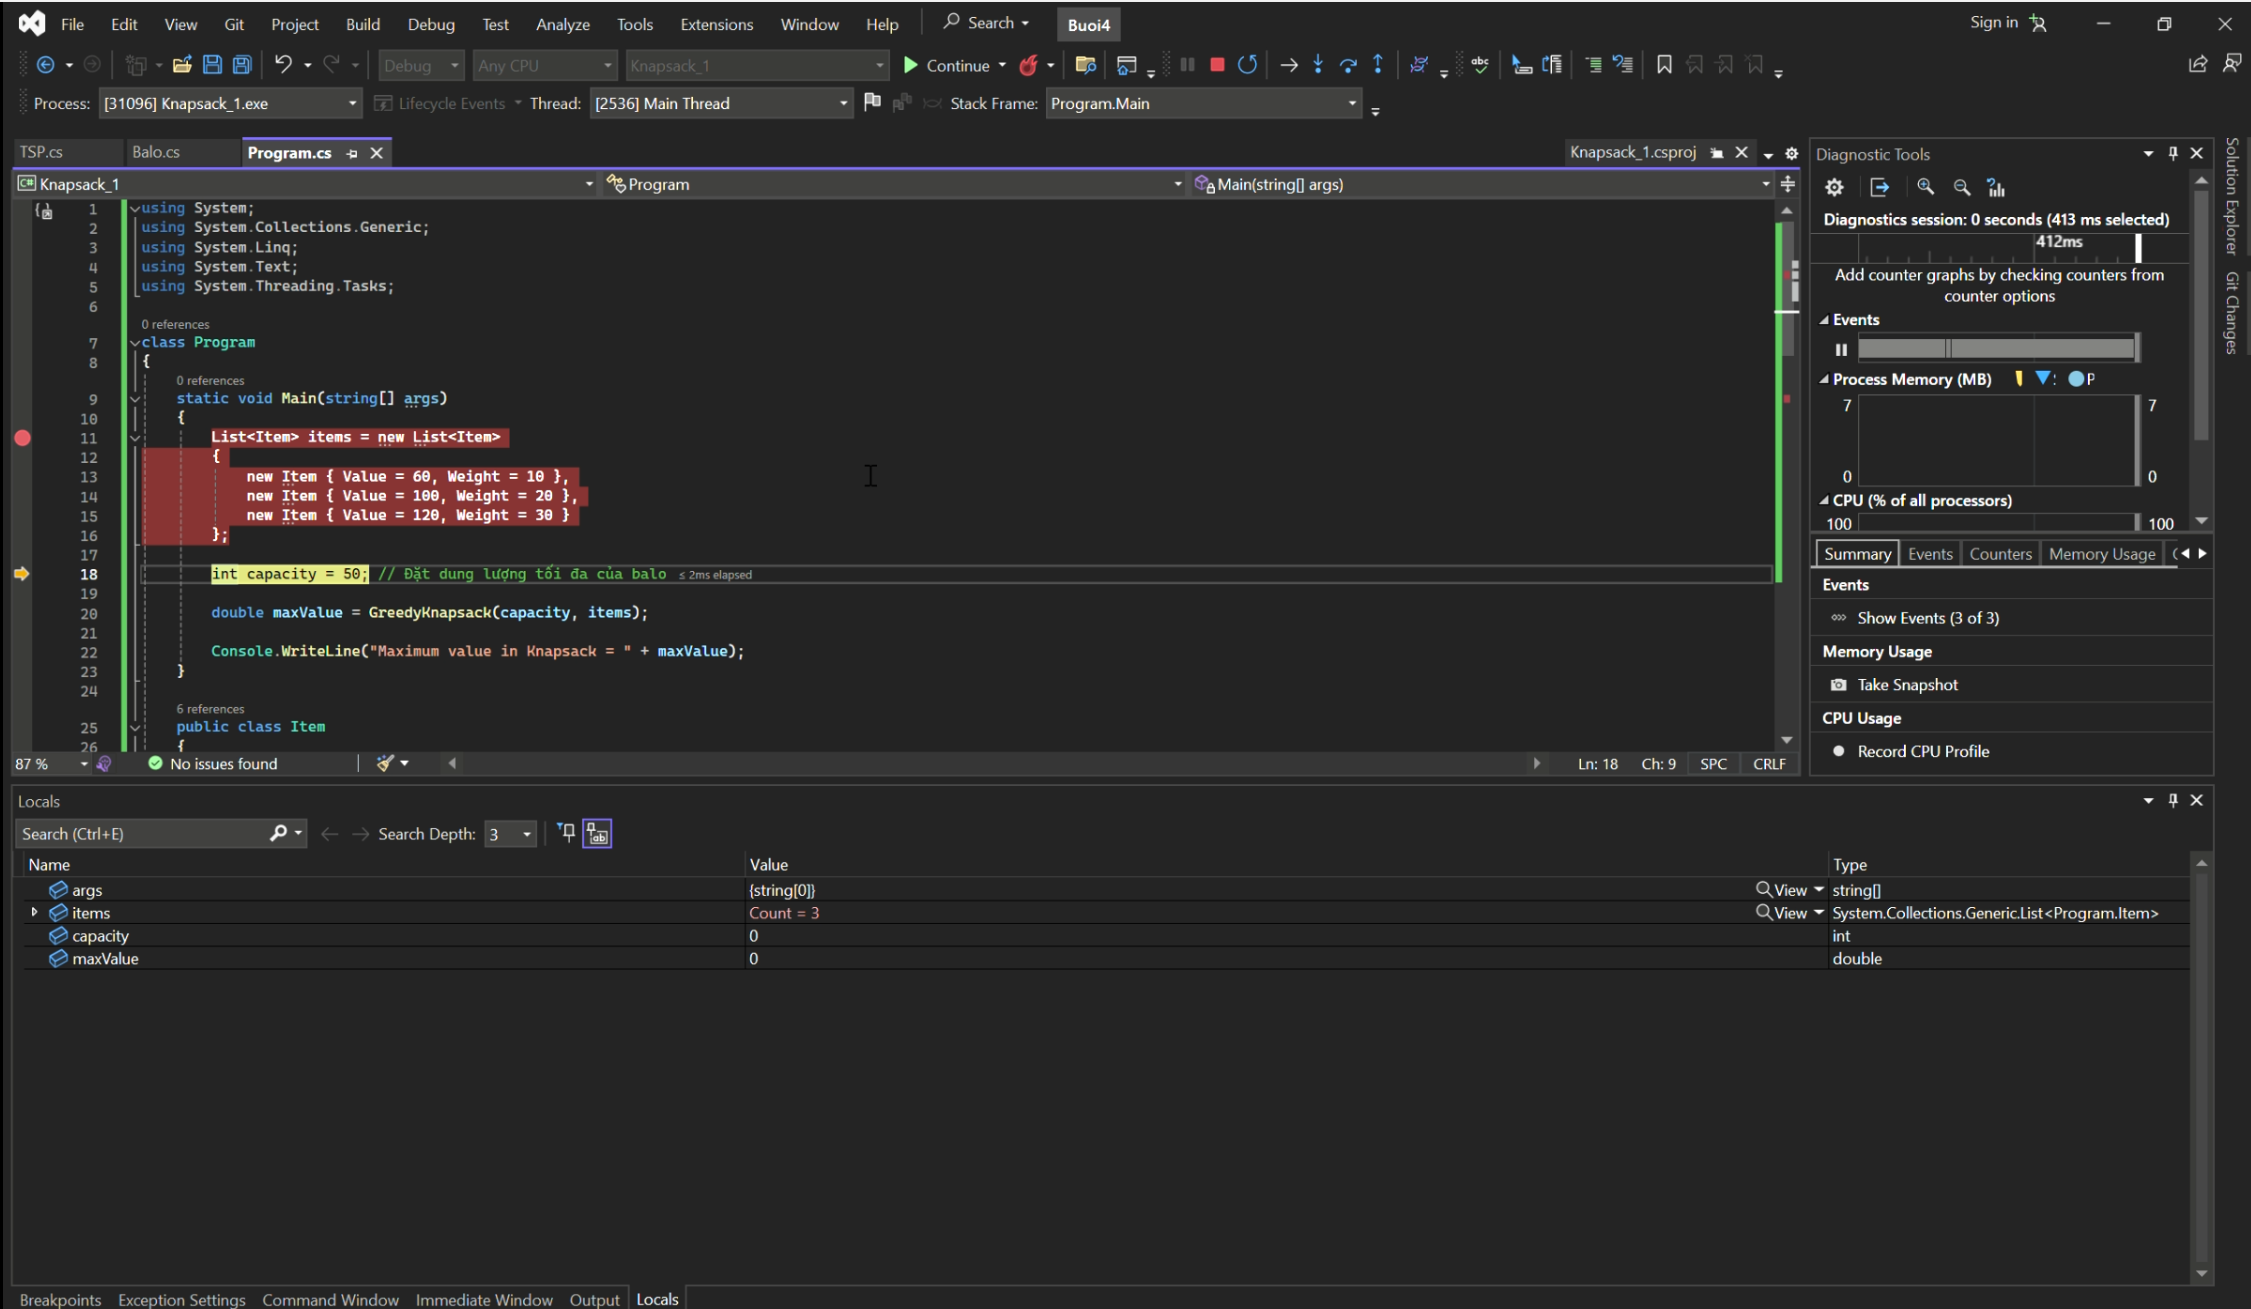 File Edit View Git Project Build Debug Test Analyze Tools Extensions Window Help Search Buoi4 Sign in
Debug Any CPU Knapsack_1 Continue
Process: [31096] Knapsack_1.exe Lifecycle Events Thread: [2536] Main Thread Stack Frame: Program.Main
TSP.cs Balo.cs Program.cs Knapsack_1.csproj
Knapsack_1 Program Main(string[] args)
1 using System;
2 using System.Collections.Generic;
3 using System.Linq;
4 using System.Text;
5 using System.Threading.Tasks;
6
0 references
7 class Program
8 {
0 references
9 static void Main(string[] args)
10 {
11 List<Item> items = new List<Item>
12 {
13 new Item { Value = 60, Weight = 10 },
14 new Item { Value = 100, Weight = 20 },
15 new Item { Value = 120, Weight = 30 }
16 };
17
18 int capacity = 50; // Đặt dung lượng tối đa của balo ≤ 2ms elapsed
19
20 double maxValue = GreedyKnapsack(capacity, items);
21
22 Console.WriteLine("Maximum value in Knapsack = " + maxValue);
23 }
24
6 references
25 public class Item
26 {
87 % No issues found Ln: 18 Ch: 9 SPC CRLF
Diagnostic Tools
Diagnostics session: 0 seconds (413 ms selected)
412ms
Add counter graphs by checking counters from
counter options
Events
Process Memory (MB) P
7 7
0 0
CPU (% of all processors)
100 100
Summary Events Counters Memory Usage
Events
Show Events (3 of 3)
Memory Usage
Take Snapshot
CPU Usage
Record CPU Profile
Solution Explorer
Git Changes
Locals
Search (Ctrl+E) Search Depth: 3
Name Value Type
args {string[0]} View string[]
items Count = 3 View System.Collections.Generic.List<Program.Item>
capacity 0 int
maxValue 0 double
Breakpoints Exception Settings Command Window Immediate Window Output Locals